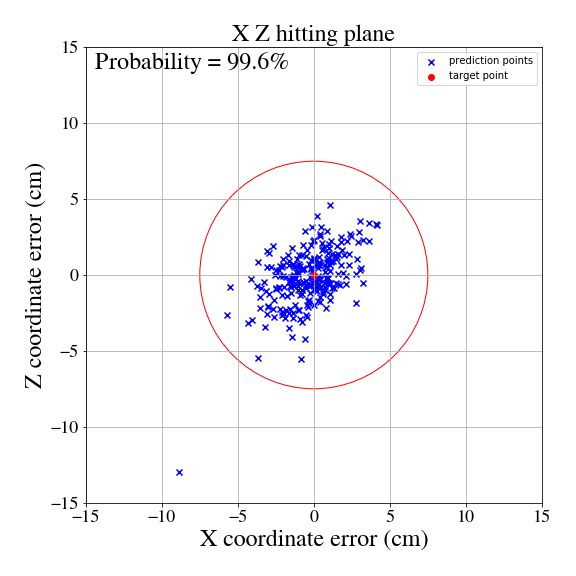 X Z hitting plane
Probability = 99.6%
prediction points
target point
15
10
5
0
−5
−10
−15
Z coordinate error (cm)
−15 −10 −5 0 5 10 15
X coordinate error (cm)